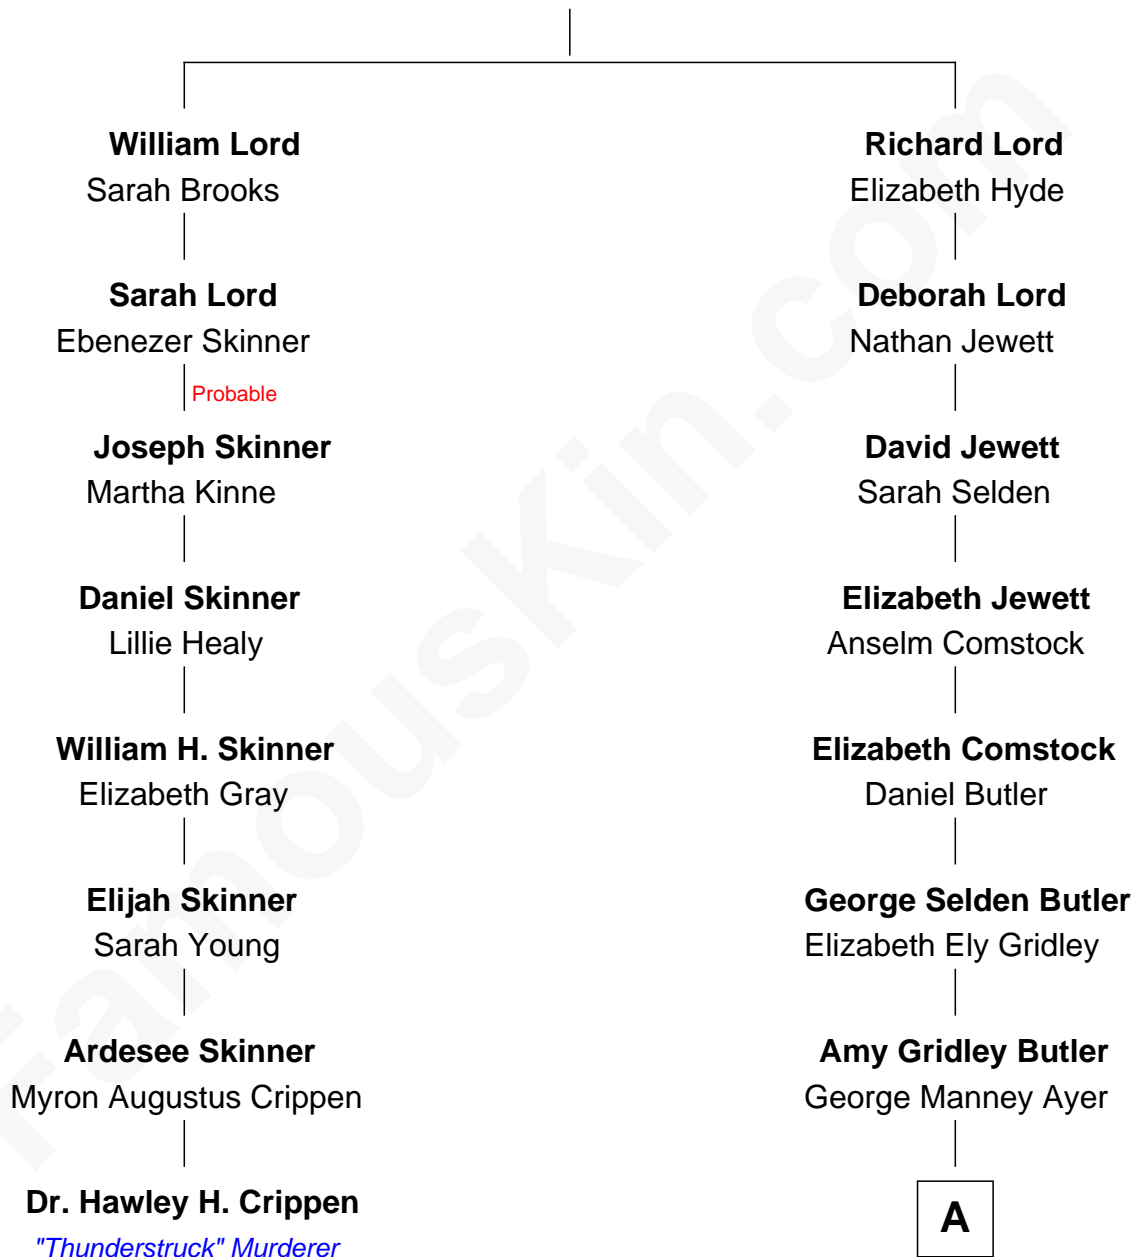 William Lord
Sarah Brooks
Richard Lord
Elizabeth Hyde
Sarah Lord
Ebenezer Skinner
Deborah Lord
Nathan Jewett
Probable
Joseph Skinner
Martha Kinne
David Jewett
Sarah Selden
Daniel Skinner
Lillie Healy
Elizabeth Jewett
Anselm Comstock
William H. Skinner
Elizabeth Gray
Elizabeth Comstock
Daniel Butler
Elijah Skinner
Sarah Young
George Selden Butler
Elizabeth Ely Gridley
Ardesee Skinner
Myron Augustus Crippen
Amy Gridley Butler
George Manney Ayer
Dr. Hawley H. Crippen
"Thunderstruck" Murderer
A
FamousKin.com